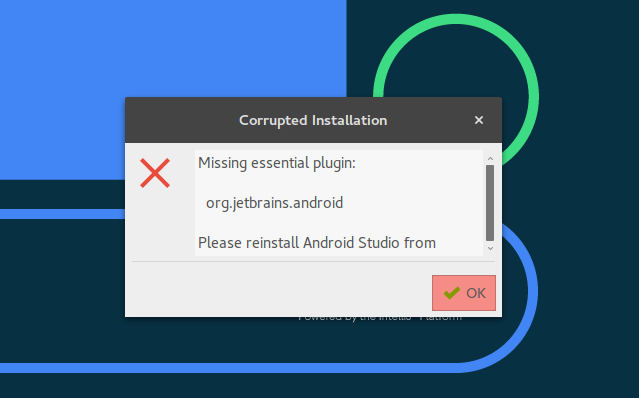 Corrupted Installation
Missing essential plugin:
org.jetbrains.android
Please reinstall Android Studio from
OK
Powered by the IntelliJ Platform